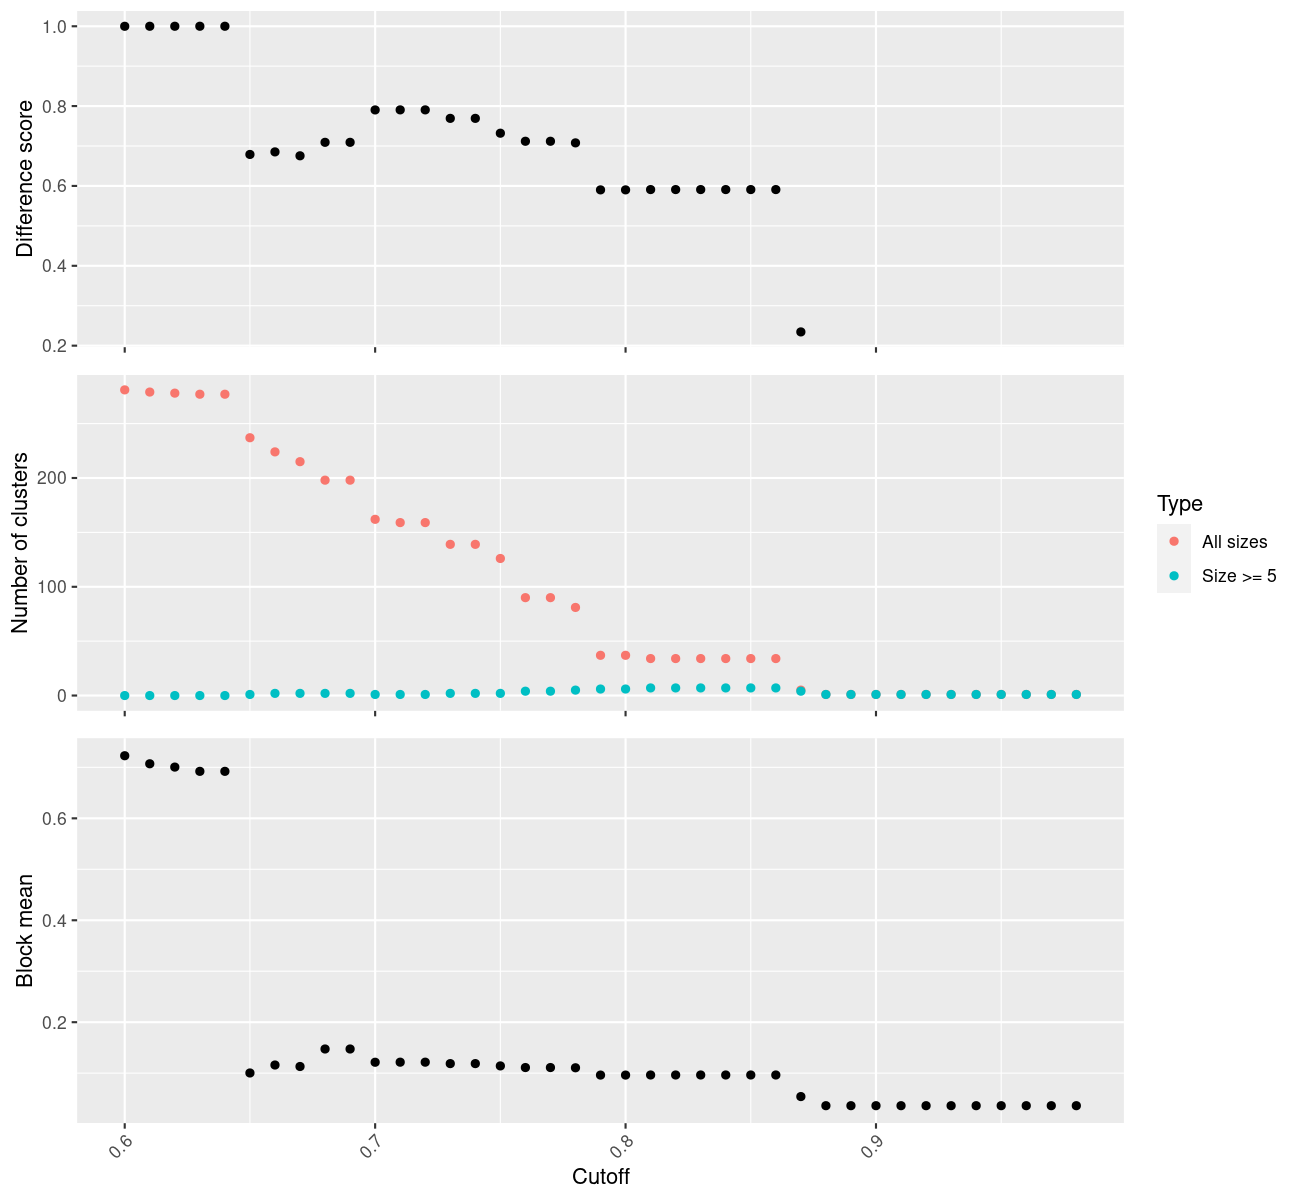 Difference score
1.0
0.8
0.6
0.4
0.2
Number of clusters
200
100
0
Type
All sizes
Size >= 5
Block mean
0.6
0.4
0.2
0.6
0.7
0.8
0.9
Cutoff